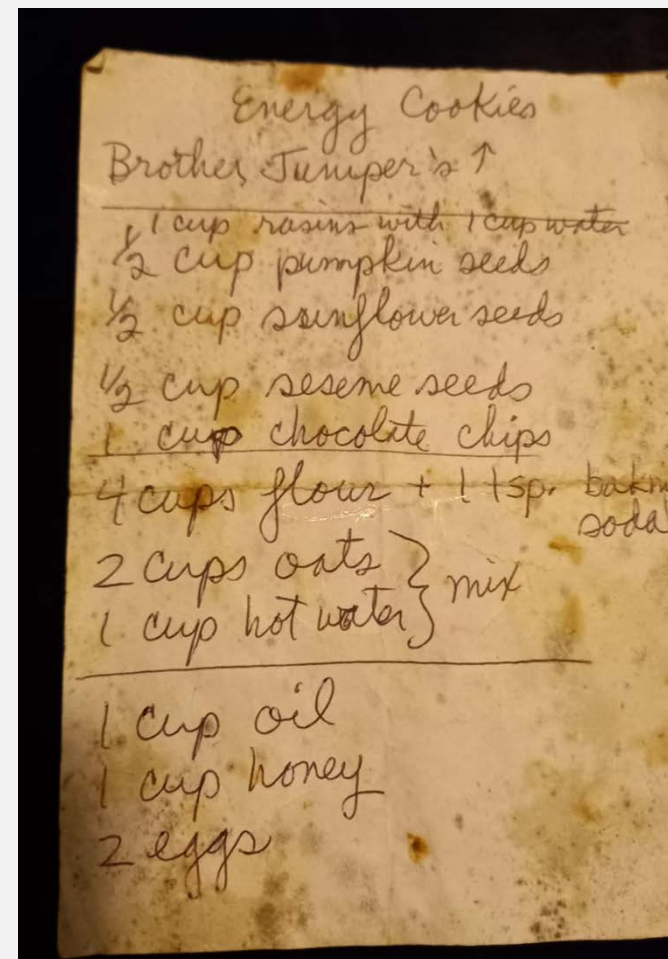 Energy Cookies
Brother Juniper's ↑
1 cup rasins with 1 cup water
1/2 cup pumpkin seeds
1/2 cup sunflower seeds
1/2 cup seseme seeds
1 cup chocolate chips
4 cups flour + 1 tsp. bakin
soda
2 cups oats } mix
1 cup hot water }
1 cup oil
1 cup honey
2 eggs